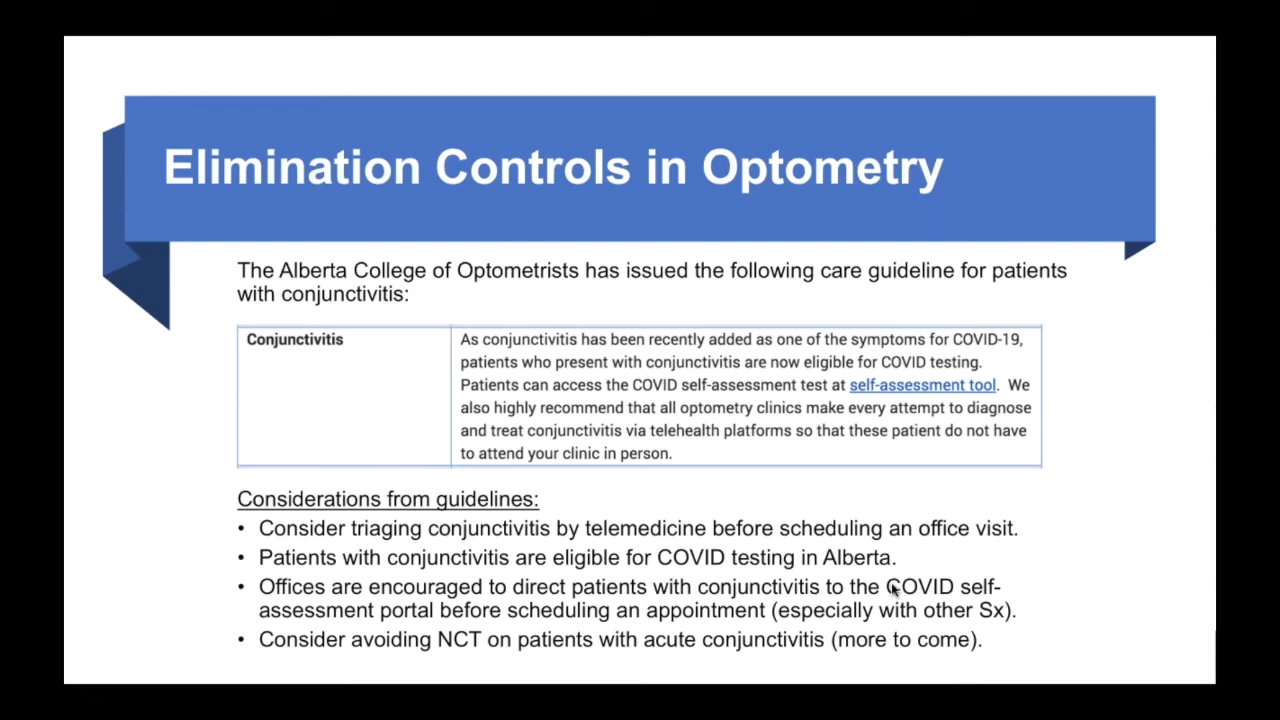 Elimination Controls in Optometry
The Alberta College of Optometrists has issued the following care guideline for patients
with conjunctivitis:
Conjunctivitis
As conjunctivitis has been recently added as one of the symptoms for COVID-19,
patients who present with conjunctivitis are now eligible for COVID testing.
Patients can access the COVID self-assessment test at self-assessment tool. We
also highly recommend that all optometry clinics make every attempt to diagnose
and treat conjunctivitis via telehealth platforms so that these patient do not have
to attend your clinic in person.
Considerations from guidelines:
• Consider triaging conjunctivitis by telemedicine before scheduling an office visit.
• Patients with conjunctivitis are eligible for COVID testing in Alberta.
• Offices are encouraged to direct patients with conjunctivitis to the COVID self-
assessment portal before scheduling an appointment (especially with other Sx).
• Consider avoiding NCT on patients with acute conjunctivitis (more to come).